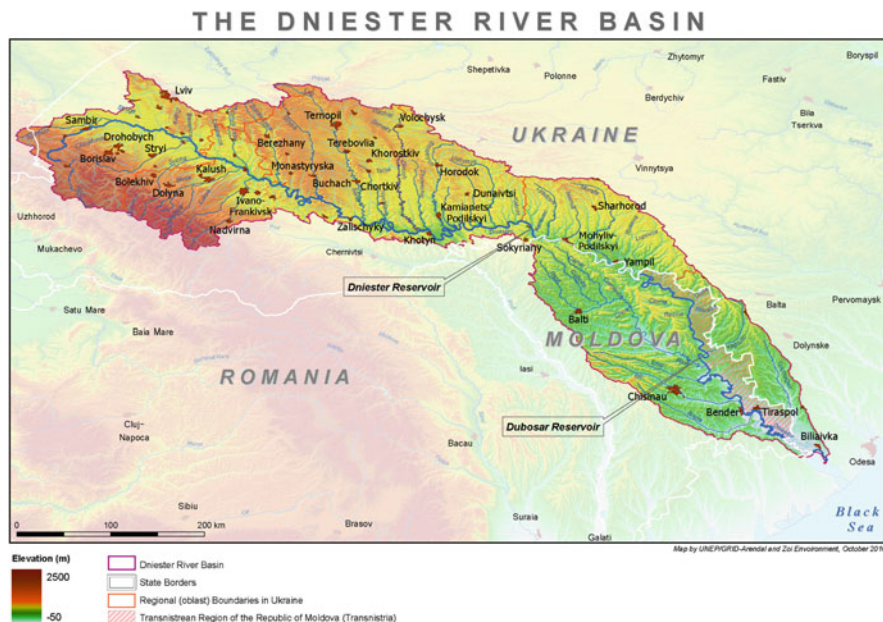 THE DNIESTER RIVER BASIN
Shepetivka
Polonne
Zhytomyr
Boryspil
Fastiv
Berdychiv
Bila
Tserkva
Lviv
Sambir
Drohobych
Stryi
Borislav
Bolekhiv
Dolyna
Kalush
Ivano-
Frankivsk
Nadvirna
Berezhany
Monastyryska
Ternopil
Terebovlia
Buchach
Chortkiv
Khorostkiv
Volochysk
Horodok
Dunaivtsi
Kamianets
Podilskyi
Zalischyky
Khotyn
UKRAINE
Vinnytsya
Sharhorod
Mohyliv-
Podilskyi
Sokyriahy
Yampil
Uzhhorod
Mukachevo
Chernivtsi
Dniester Reservoir
Satu Mare
Baia Mare
Balti
MOLDOVA
Balta
Pervomaysk
Dolynske
ROMANIA
Iasi
Chisinau
Bender
Tiraspol
Dubosar Reservoir
Biliaivka
Odesa
Cluj-
Napoca
Bacau
Sibiu
Brasov
Suraia
Galati
Black
Sea
0
100
200 km
Map by UNEP/GRID-Arendal and Zoi Envoironment, October 201
Elevation (m)
2500
-50
Dniester River Basin
State Borders
Regional (oblast) Boundaries in Ukraine
Transnistrean Region of the Republic of Moldova (Transnistria)